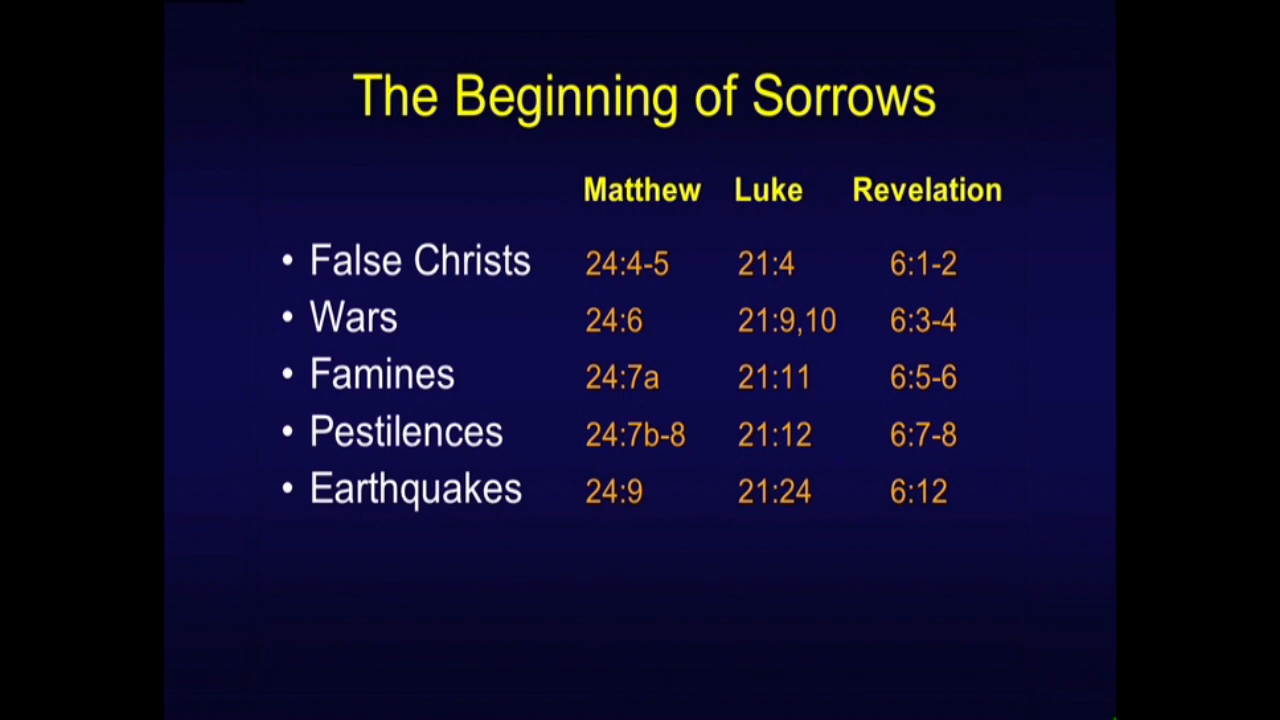 The Beginning of Sorrows
Matthew Luke Revelation
• False Christs 24:4-5 21:4 6:1-2
• Wars 24:6 21:9,10 6:3-4
• Famines 24:7a 21:11 6:5-6
• Pestilences 24:7b-8 21:12 6:7-8
• Earthquakes 24:9 21:24 6:12